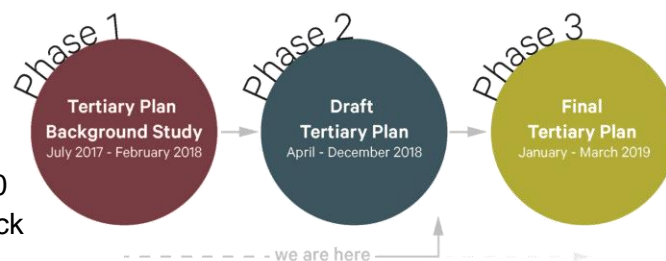 Phase 1
Tertiary Plan
Background Study
July 2017 - February 2018
Phase 2
Draft
Tertiary Plan
April - December 2018
Phase 3
Final
Tertiary Plan
January - March 2019
we are here